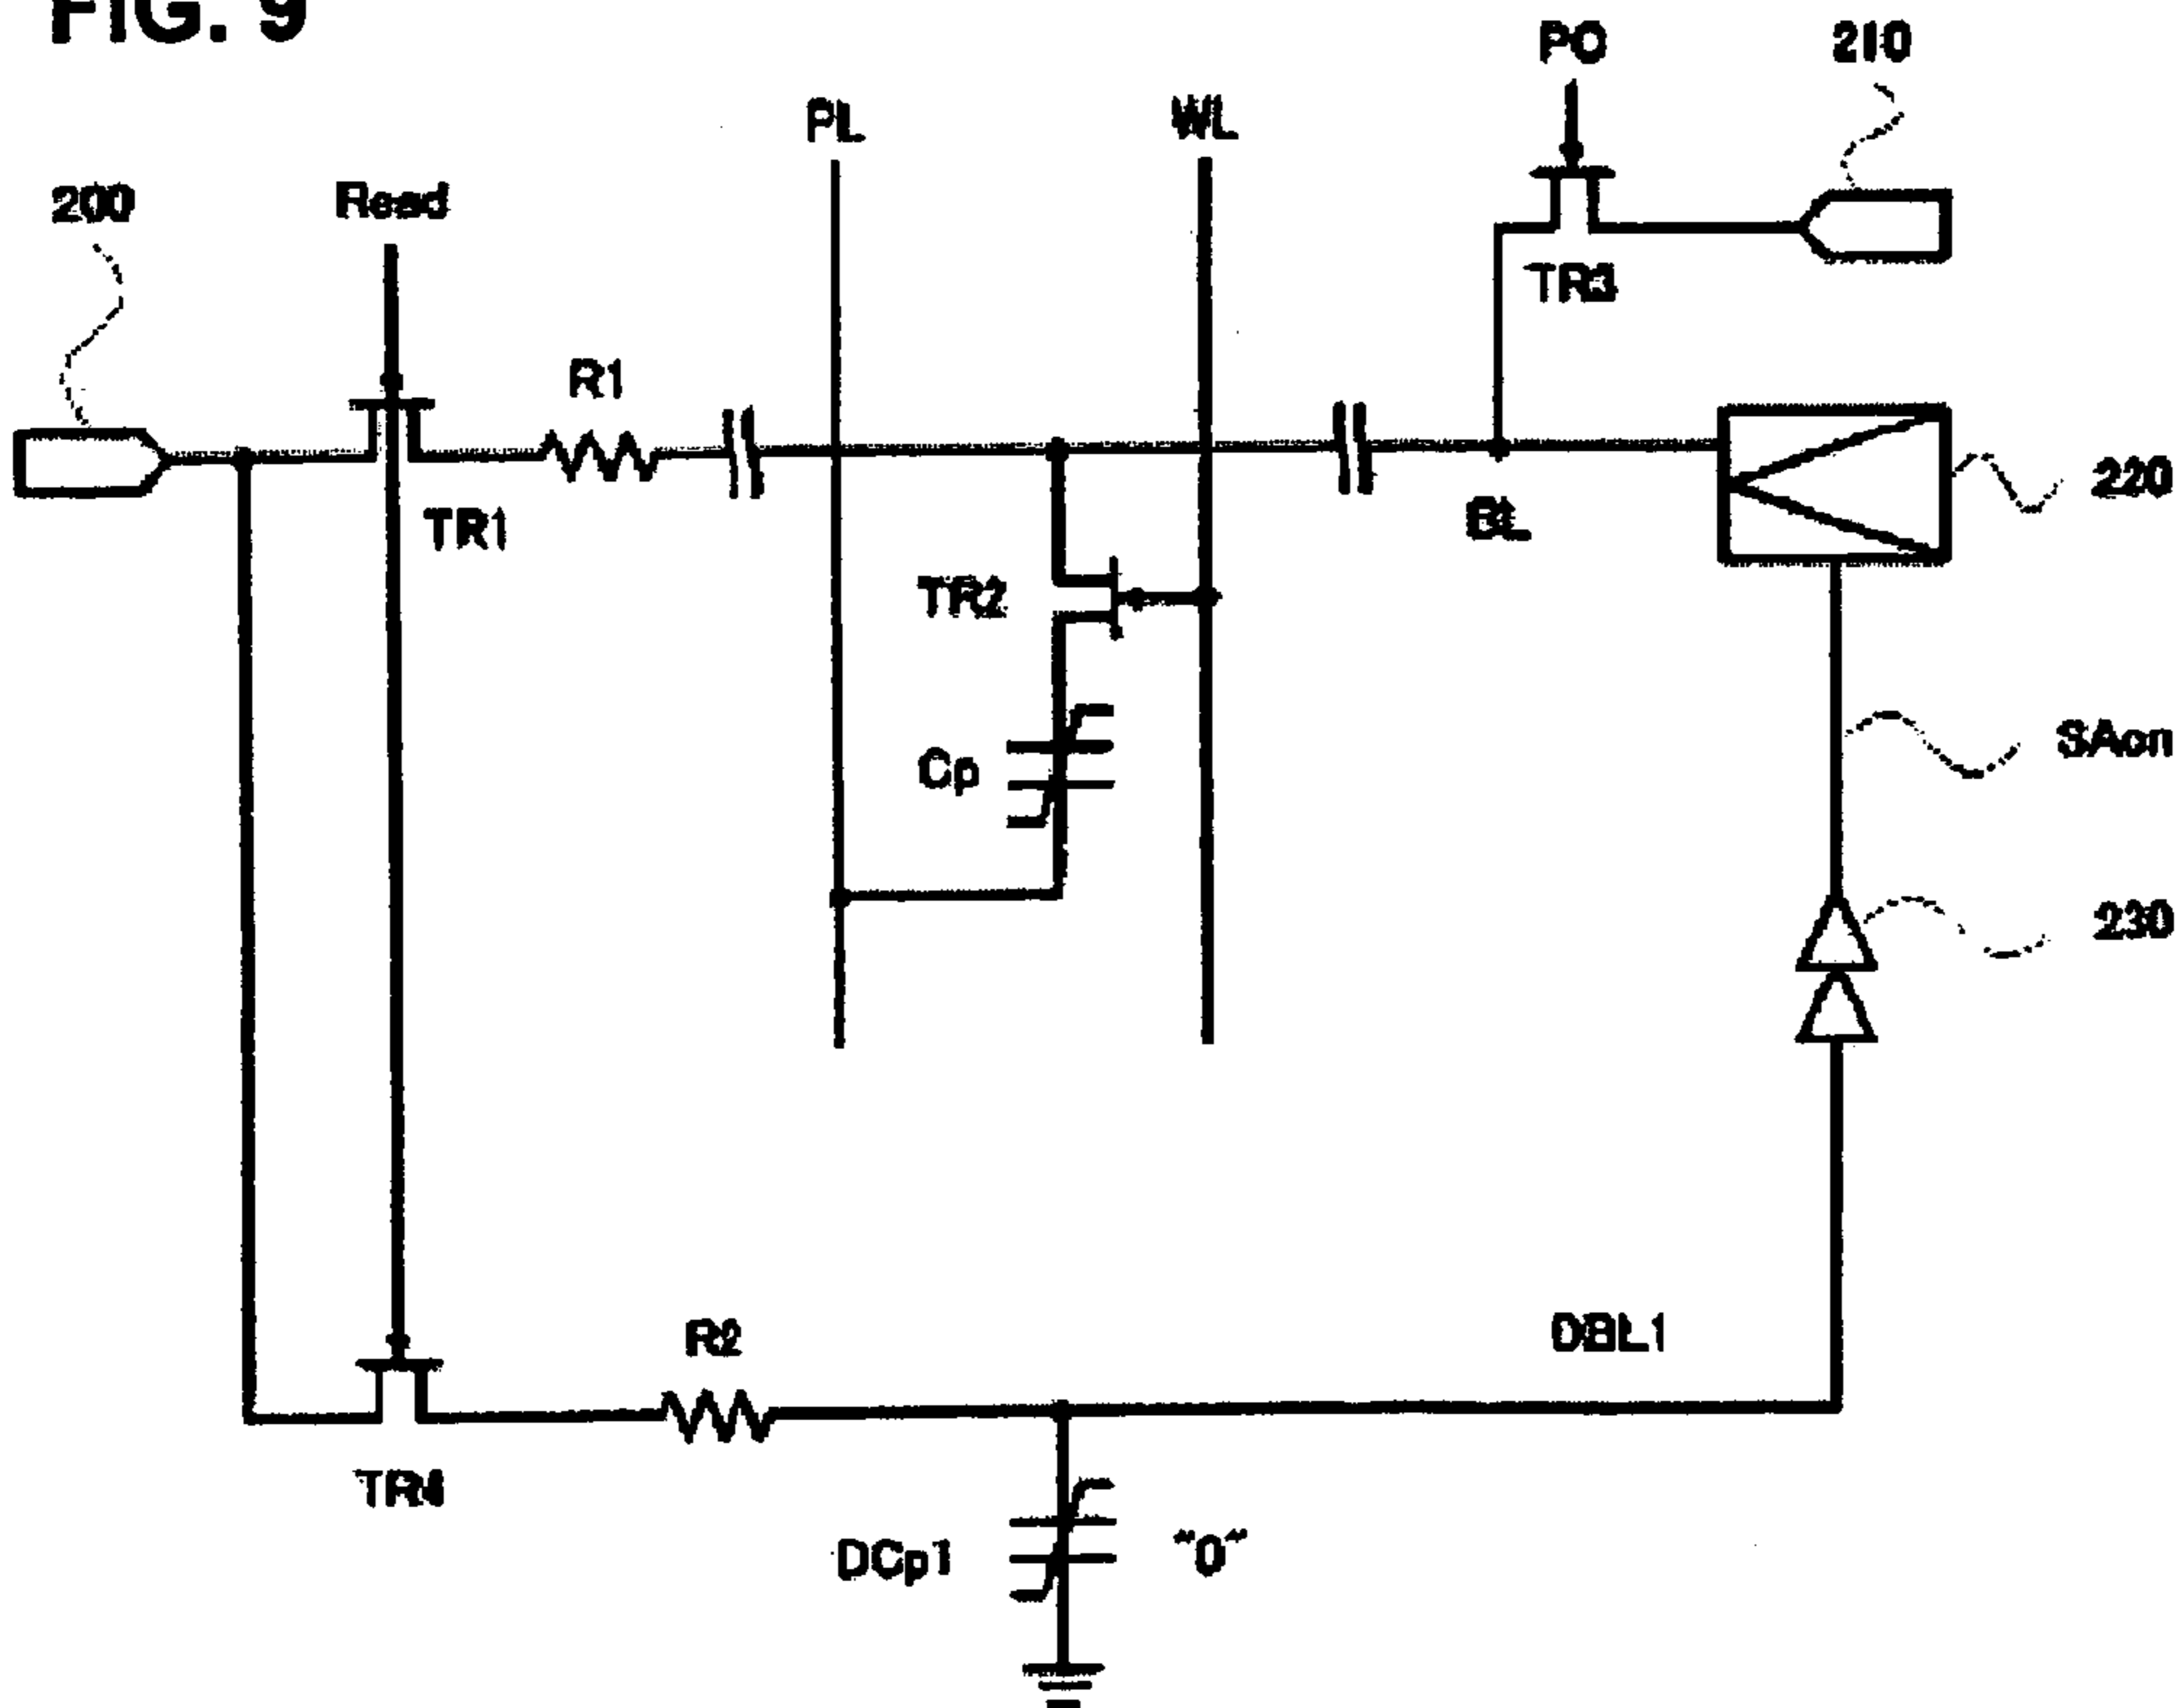 FIG. 9
PO
210
PL
WL
200
Read
TR3
R1
TR1
BL
220
TR2
Cp
SAon
230
R2
DBL1
TR4
DCp1
"0"